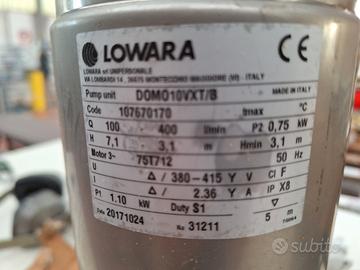 LOWARA
CE
LOWARA srl UNIPERSONALE
VIA LOMBARDI 14 , 36075 MONTECCHIO MAGGIORE (VI) - ITALY
Pump unit DOMO10VXT/B MADE IN ITALY
Code 107670170 tmax °C
Q 100 - 400 l/min P2 0,75 kW
H 7,1 - 3,1 m Hmin 3,1 m
Motor 3~ 75T712 50 Hz
U Δ / 380-415 Y V Cl F
I Δ / 2.36 Y A IP X8
P1 1.10 kW Duty S1 5 m
Date 20171024 No 31211
subito